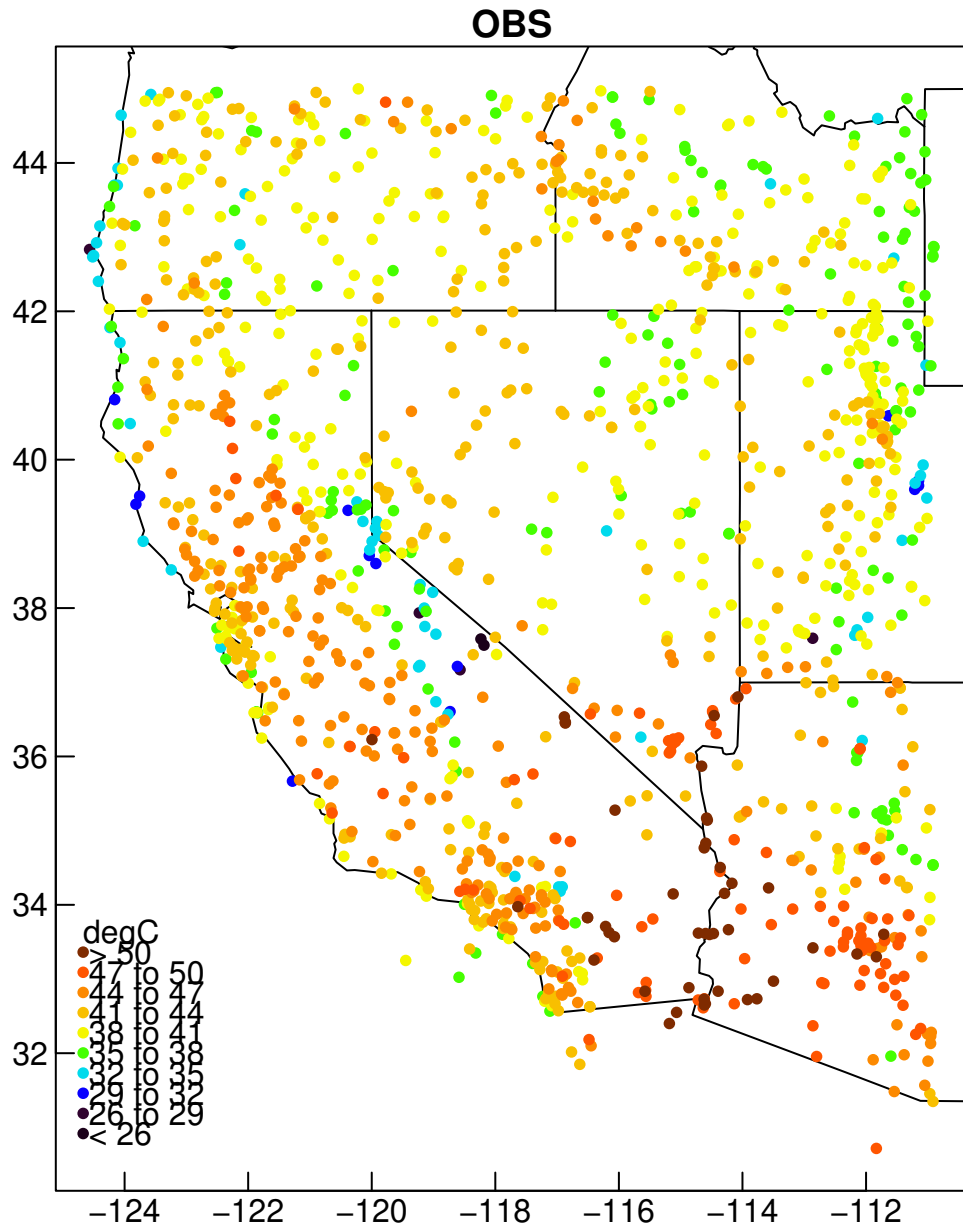 OBS
44
42
40
38
36
34
32
degC
> 50
47 to 50
44 to 47
41 to 44
38 to 41
35 to 38
32 to 35
29 to 32
26 to 29
< 26
−124 −122 −120 −118 −116 −114 −112